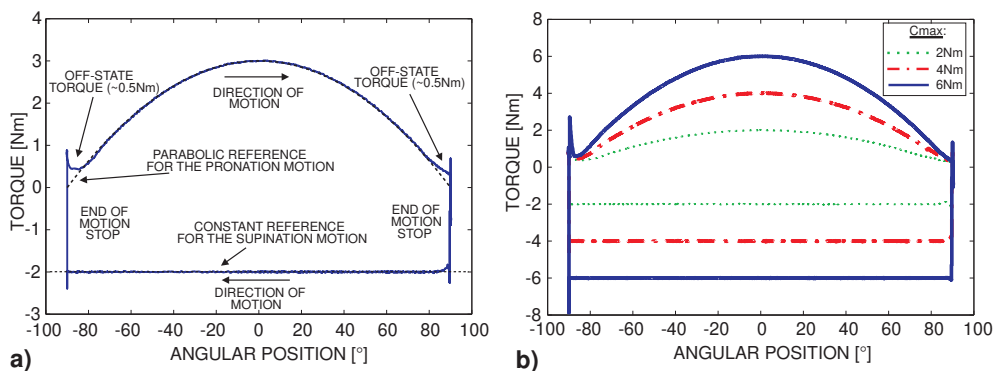 4
3
2
1
0
-1
-2
-3
TORQUE [Nm]
OFF-STATE
TORQUE (~0.5Nm)
OFF-STATE
TORQUE (~0.5Nm)
DIRECTION OF
MOTION
PARABOLIC REFERENCE
FOR THE PRONATION MOTION
END OF
MOTION
STOP
END OF
MOTION
STOP
CONSTANT REFERENCE
FOR THE SUPINATION MOTION
DIRECTION OF
MOTION
-100 -80 -60 -40 -20 0 20 40 60 80 100
ANGULAR POSITION [°]
a)
8
6
4
2
0
-2
-4
-6
-8
TORQUE [Nm]
Cmax:
2Nm
4Nm
6Nm
-100 -80 -60 -40 -20 0 20 40 60 80 100
ANGULAR POSITION [°]
b)